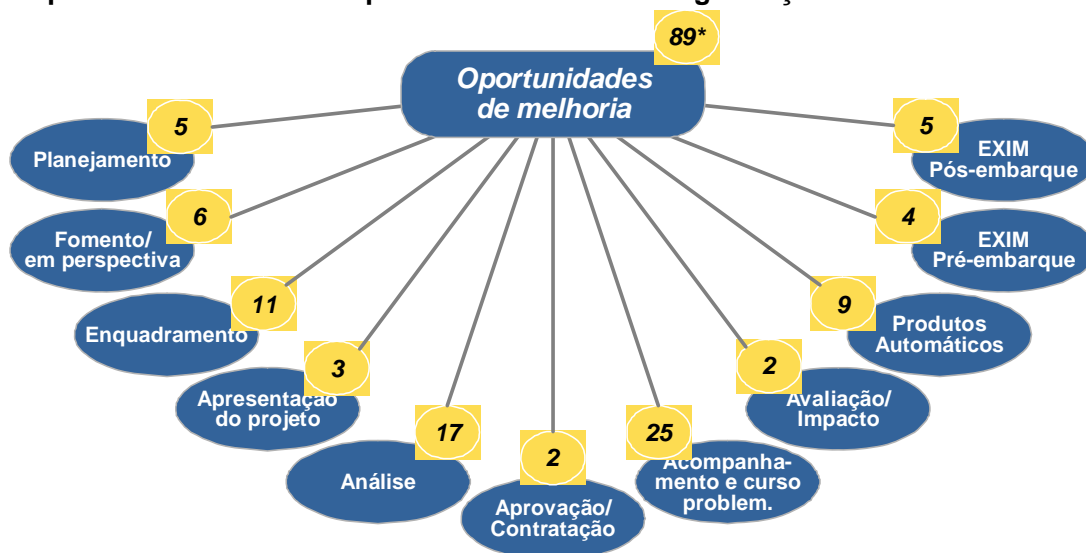 89*
Oportunidades
de melhoria
5
Planejamento
6
Fomento/
em perspectiva
11
Enquadramento
3
Apresentação
do projeto
17
Análise
2
Aprovação/
Contratação
25
Acompanha-
mento e curso
problem.
2
Avaliação/
Impacto
9
Produtos
Automáticos
4
EXIM
Pré-embarque
5
EXIM
Pós-embarque